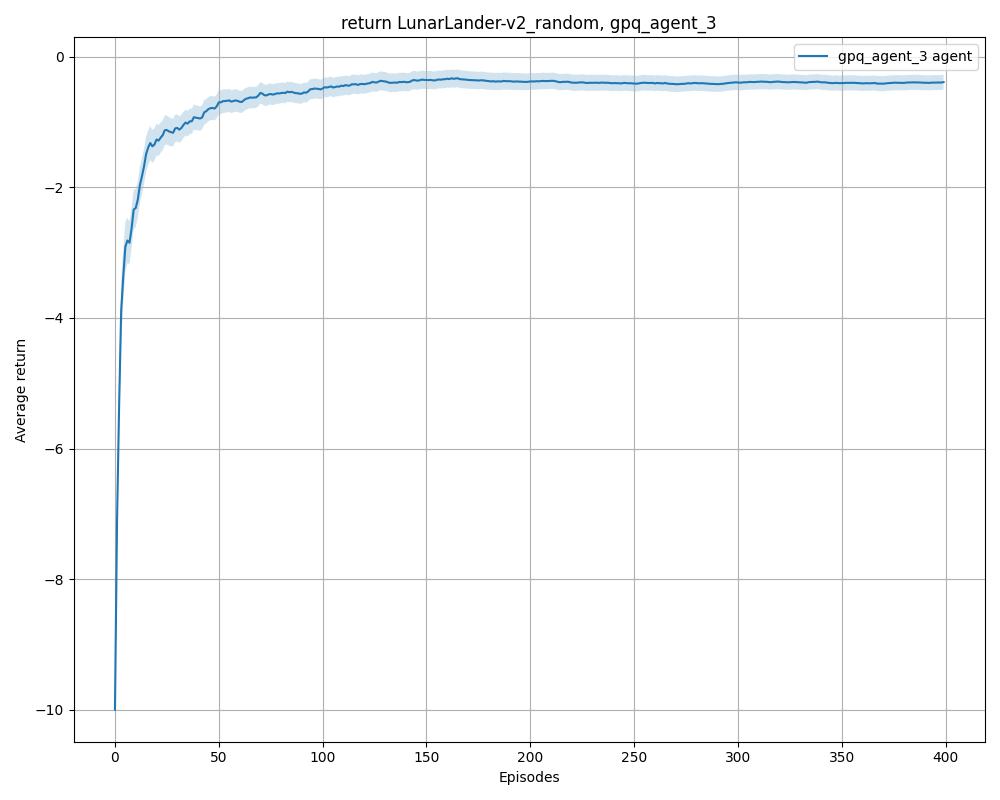 return LunarLander-v2_random, gpq_agent_3
gpq_agent_3 agent
Average return
0
−2
−4
−6
−8
−10
0 50 100 150 200 250 300 350 400
Episodes